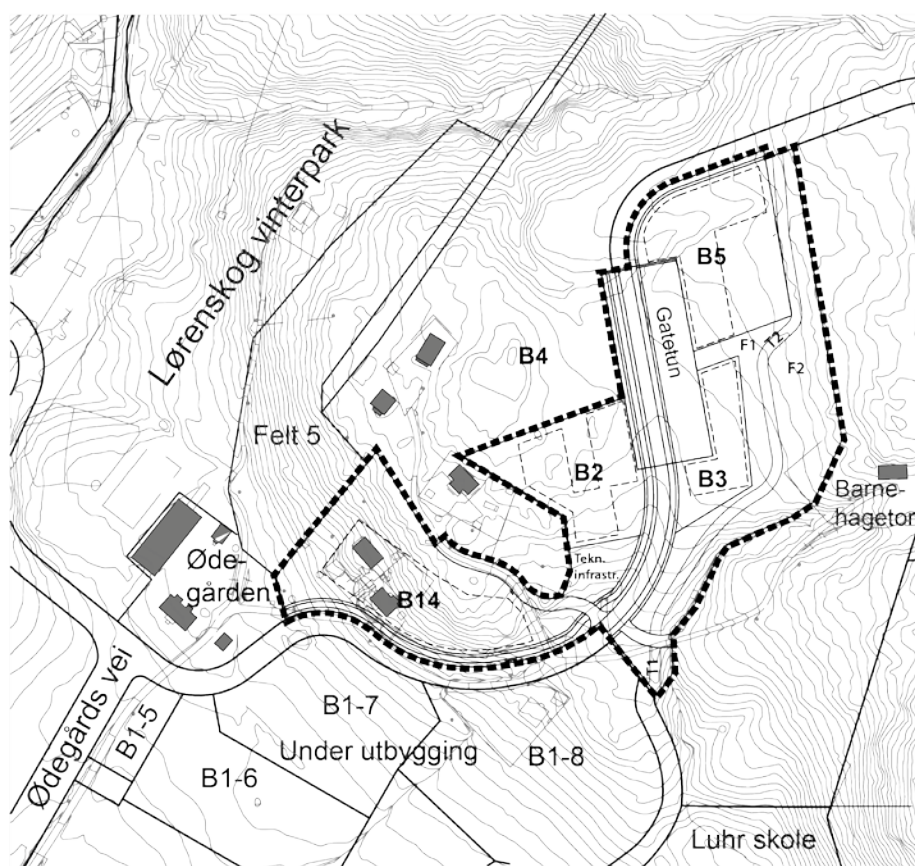 Lørenskog vinterpark
B5
Gatetun
F1
T2
F2
B4
Felt 5
B2
B3
Barne-
hagetor
Tekn.
infrastr.
Øde-
gården
B14
T1
Ødegårds vei
B1-5
B1-7
Under utbygging
B1-6
B1-8
Luhr skole